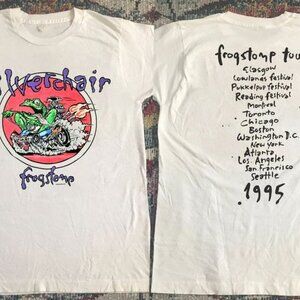 silverchair
frogstomp
frogstomp tour
Glasgow
Lowlands festival
Pukkelpop festival
Reading festival
Montreal
Toronto
Chicago
Boston
Washington D.C
New York
Atlanta
Los Angeles
San Francisco
Seattle
1995